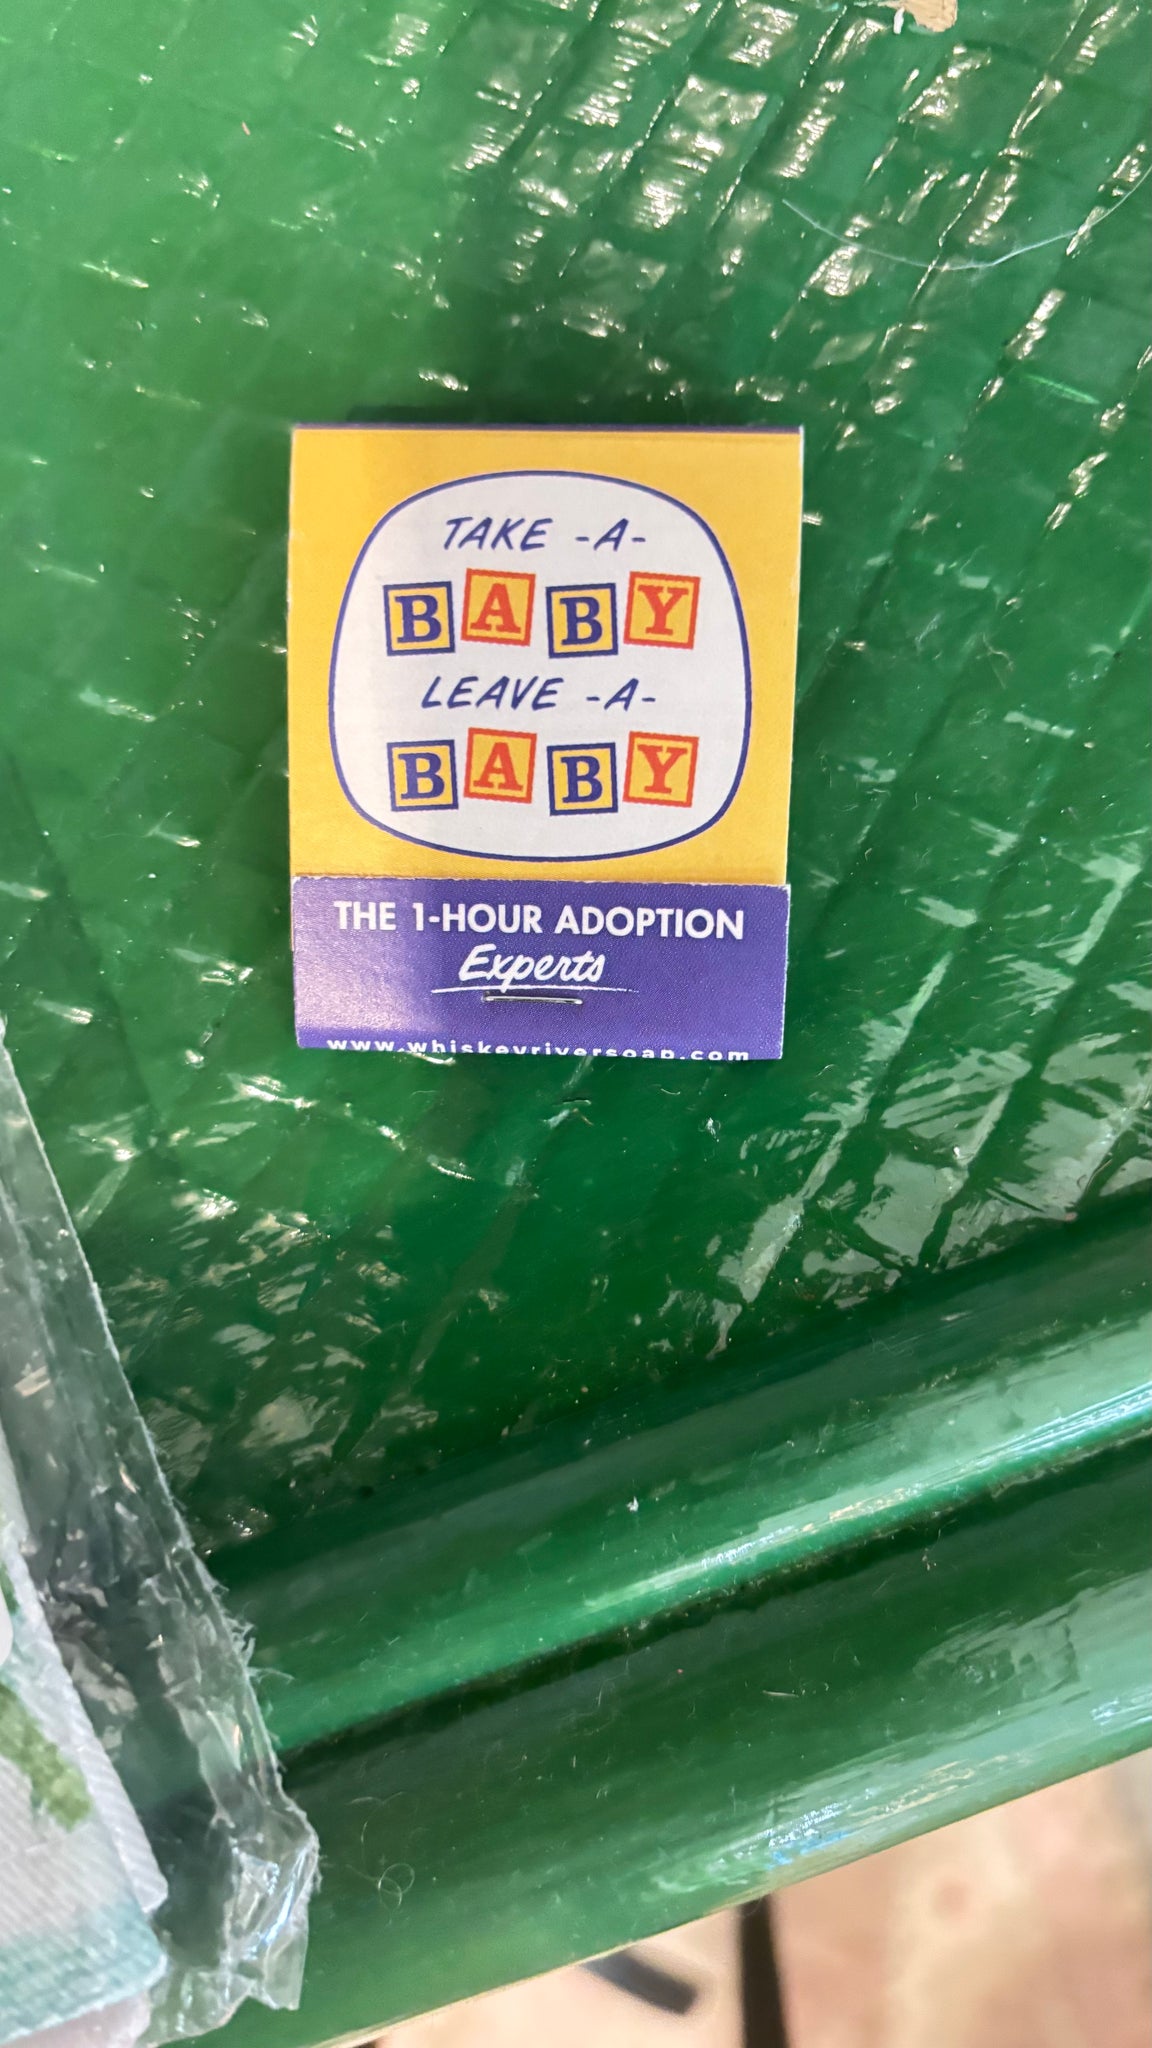 TAKE -A-
BABY
LEAVE -A-
BABY
THE 1-HOUR ADOPTION
Experts
www.whiskeyriversoap.com